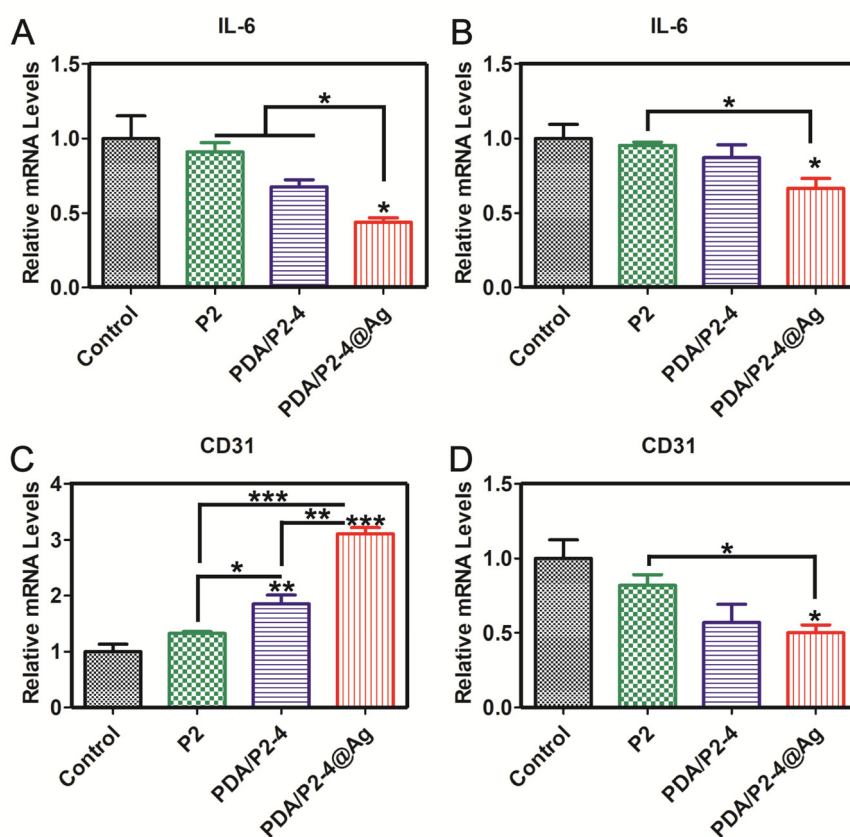 A
IL-6
Relative mRNA Levels
1.5
1.0
0.5
0.0
*
*
Control
P2
PDA/P2-4
PDA/P2-4@Ag
B
IL-6
Relative mRNA Levels
1.5
1.0
0.5
0.0
*
*
Control
P2
PDA/P2-4
PDA/P2-4@Ag
C
CD31
Relative mRNA Levels
4
3
2
1
0
***
** ***
*
**
Control
P2
PDA/P2-4
PDA/P2-4@Ag
D
CD31
Relative mRNA Levels
1.5
1.0
0.5
0.0
*
*
Control
P2
PDA/P2-4
PDA/P2-4@Ag